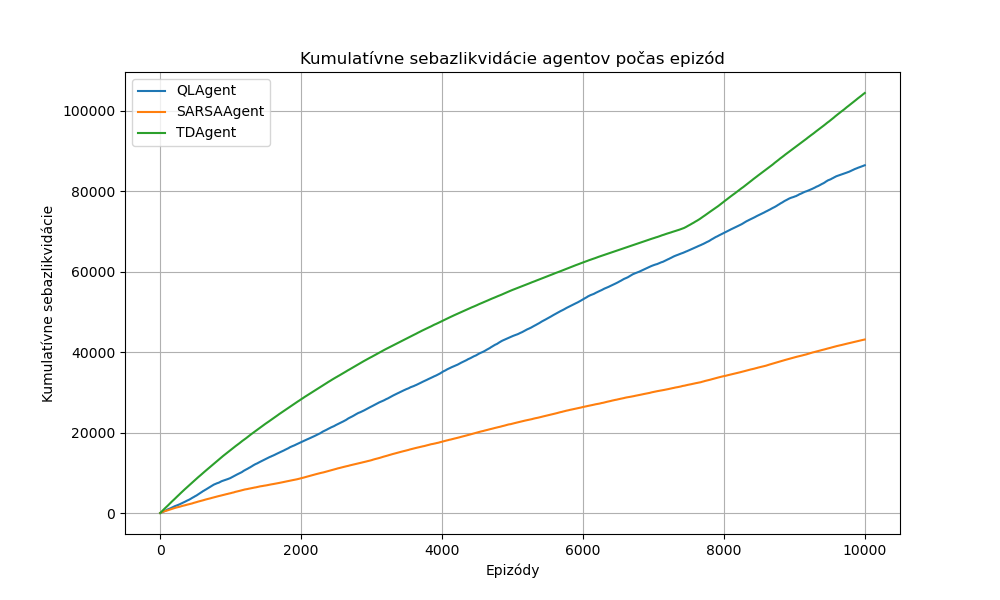 Kumulatívne sebazlikvidácie agentov počas epizód
QLAgent
SARSAAgent
TDAgent
Kumulatívne sebazlikvidácie
100000
80000
60000
40000
20000
0
0 2000 4000 6000 8000 10000
Epizódy